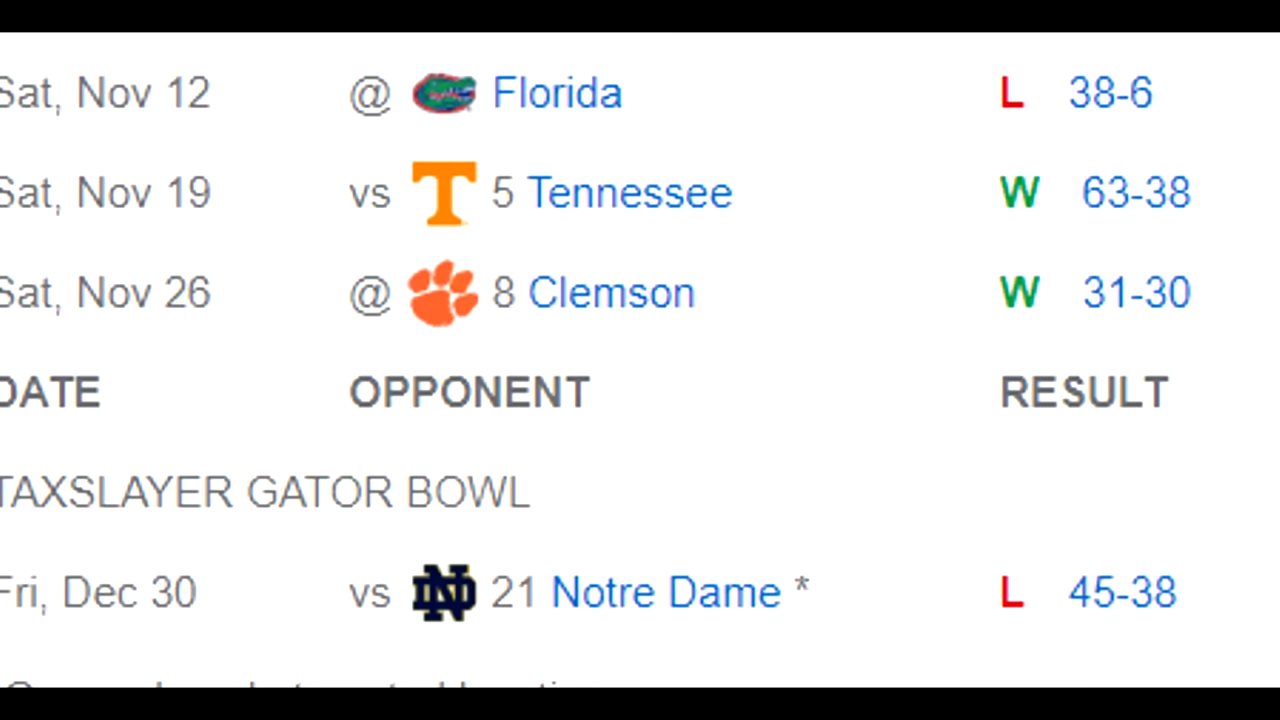 Sat, Nov 12 @ Florida L 38-6
Sat, Nov 19 vs T 5 Tennessee W 63-38
Sat, Nov 26 @ 8 Clemson W 31-30
DATE OPPONENT RESULT
TAXSLAYER GATOR BOWL
Fri, Dec 30 vs ND 21 Notre Dame * L 45-38